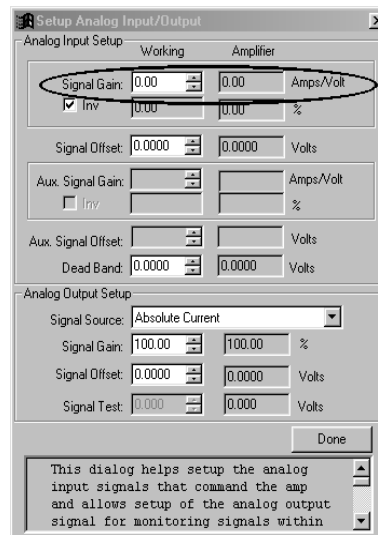 Setup Analog Input/Output
Analog Input Setup
Working Amplifier
Signal Gain: 0.00 0.00 Amps/Volt
Inv 0.00 0.00 %
Signal Offset: 0.0000 0.0000 Volts
Aux. Signal Gain: Amps/Volt
Inv %
Aux. Signal Offset: Volts
Dead Band: 0.0000 0.0000 Volts
Analog Output Setup
Signal Source: Absolute Current
Signal Gain: 100.00 100.00 %
Signal Offset: 0.0000 0.0000 Volts
Signal Test: 0.000 0.000 Volts
Done
This dialog helps setup the analog
input signals that command the amp
and allows setup of the analog output
signal for monitoring signals within